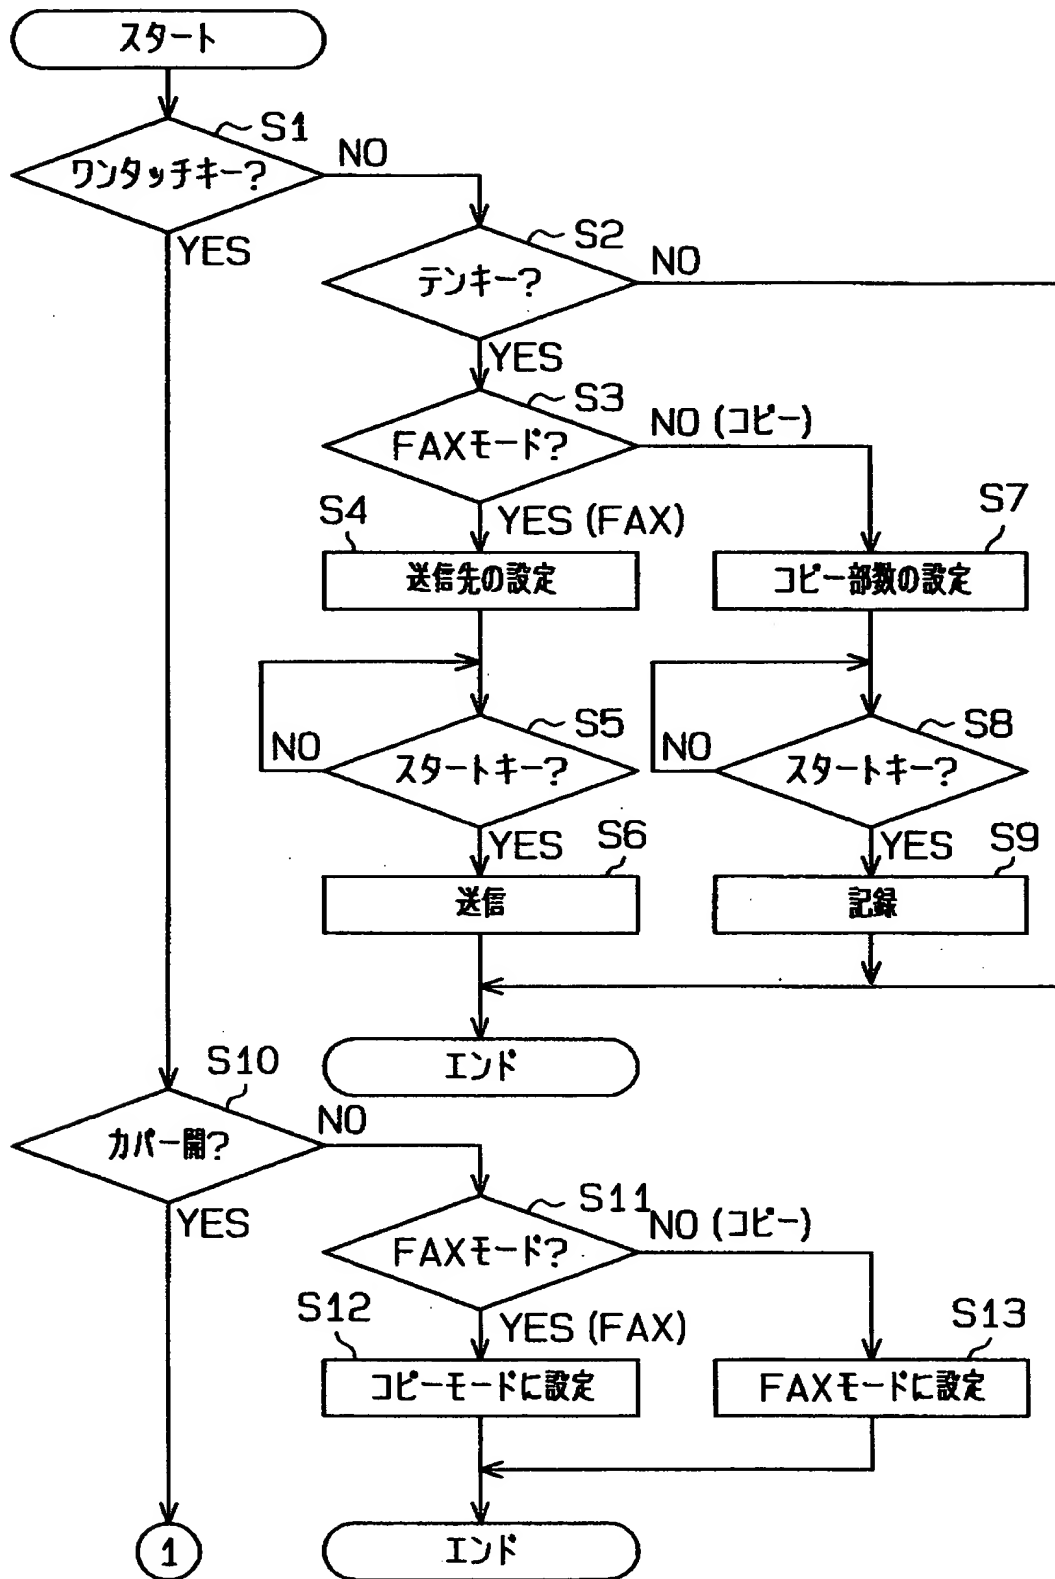 スタート
S1
ワンタッチキー?
NO
YES
S2
テンキー?
NO
YES
S3
FAXモード?
NO (コピー)
YES (FAX)
S4
送信先の設定
S7
コピー部数の設定
S5
スタートキー?
NO
YES
S8
スタートキー?
NO
YES
S6
送信
S9
記録
エンド
S10
カバー開?
NO
YES
S11
FAXモード?
NO (コピー)
YES (FAX)
S12
コピーモードに設定
S13
FAXモードに設定
1
エンド